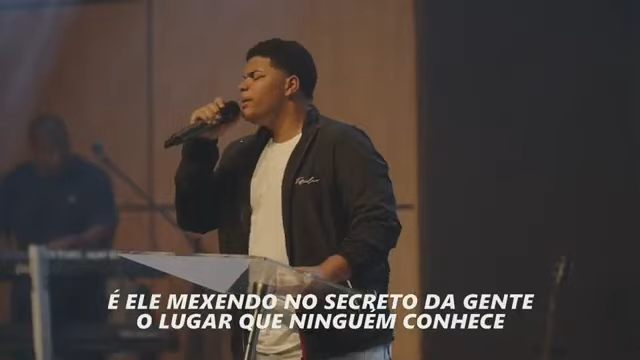 É ELE MEXENDO NO SECRETO DA GENTE
O LUGAR QUE NINGUÉM CONHECE